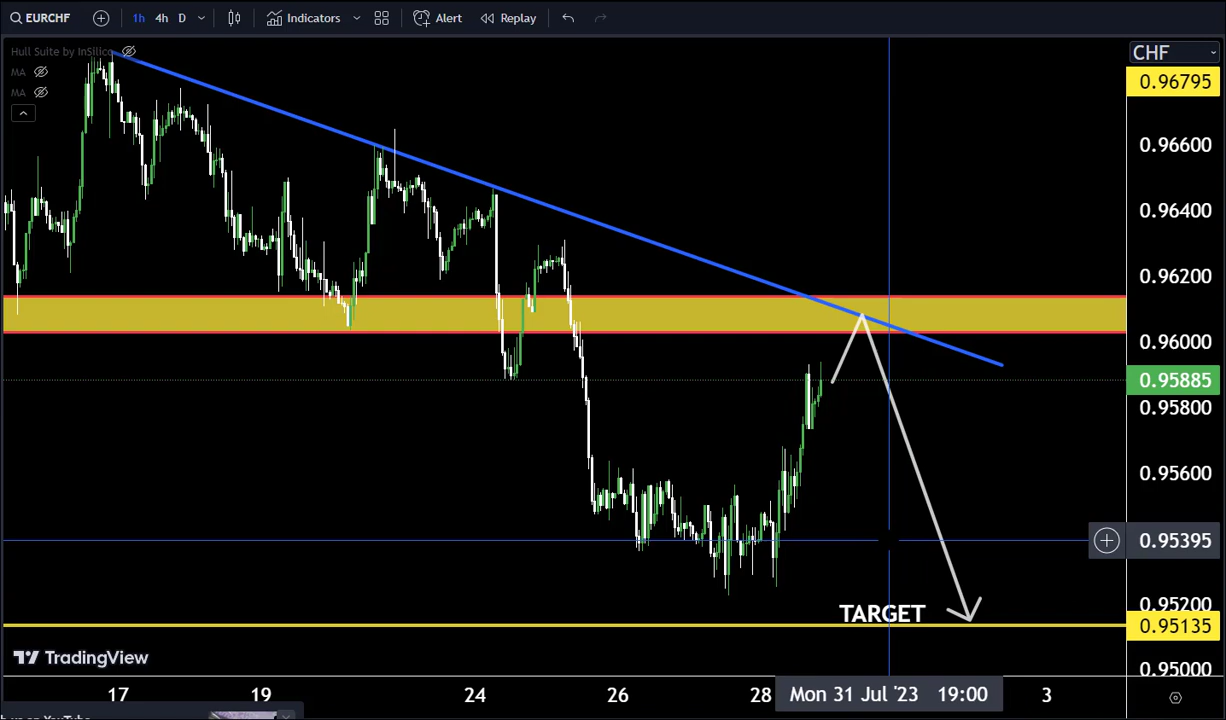 EURCHF 1h 4h D Indicators Alert Replay
Hull Suite by InSilico
MA
MA
CHF
0.96795
0.96600
0.96400
0.96200
0.96000
0.95885
0.95800
0.95600
0.95395
0.95200
TARGET
0.95135
TradingView
0.95000
17 19 24 26 28 Mon 31 Jul '23 19:00 3